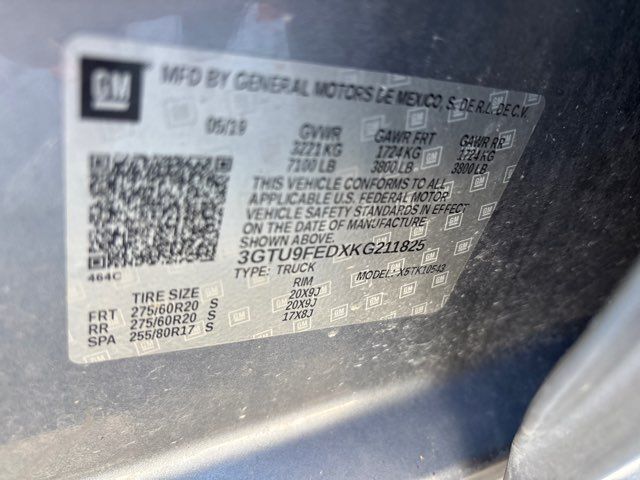 GM
MFD BY GENERAL MOTORS DE MEXICO, S. DE R.L. DE C.V.
05/19 GVWR GAWR FRT GAWR RR
3221 KG 1724 KG 1724 KG
7100 LB 3800 LB 3800 LB
THIS VEHICLE CONFORMS TO ALL
APPLICABLE U.S. FEDERAL MOTOR
VEHICLE SAFETY STANDARDS IN EFFECT
ON THE DATE OF MANUFACTURE
SHOWN ABOVE.
3GTU9FEDXKG211825
464C
TYPE: TRUCK MODEL: X5TK10543
TIRE SIZE RIM
FRT 275/60R20 S 20X9J
RR 275/60R20 S 20X9J
SPA 255/80R17 S 17X8J